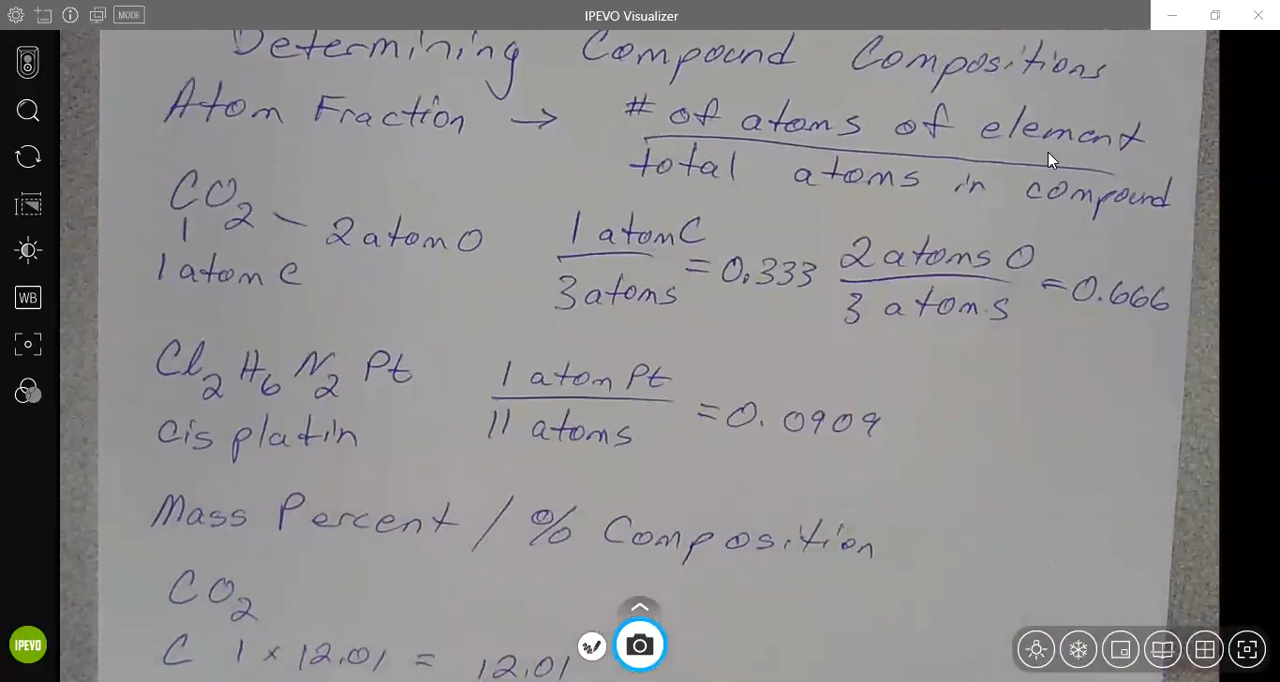 MODE
IPEVO Visualizer
Determining Compound Compositions
Atom Fraction → # of atoms of element
total atoms in compound
CO2 - 2 atom O
1 atom C
1 atom C
3 atoms
= 0.333
2 atoms O
3 atoms
= 0.666
Cl2 H6 N2 Pt
cis platin
1 atom Pt
11 atoms
= 0.0909
Mass Percent / % Composition
CO2
C 1 × 12.01 = 12.01
WB
IPEVO